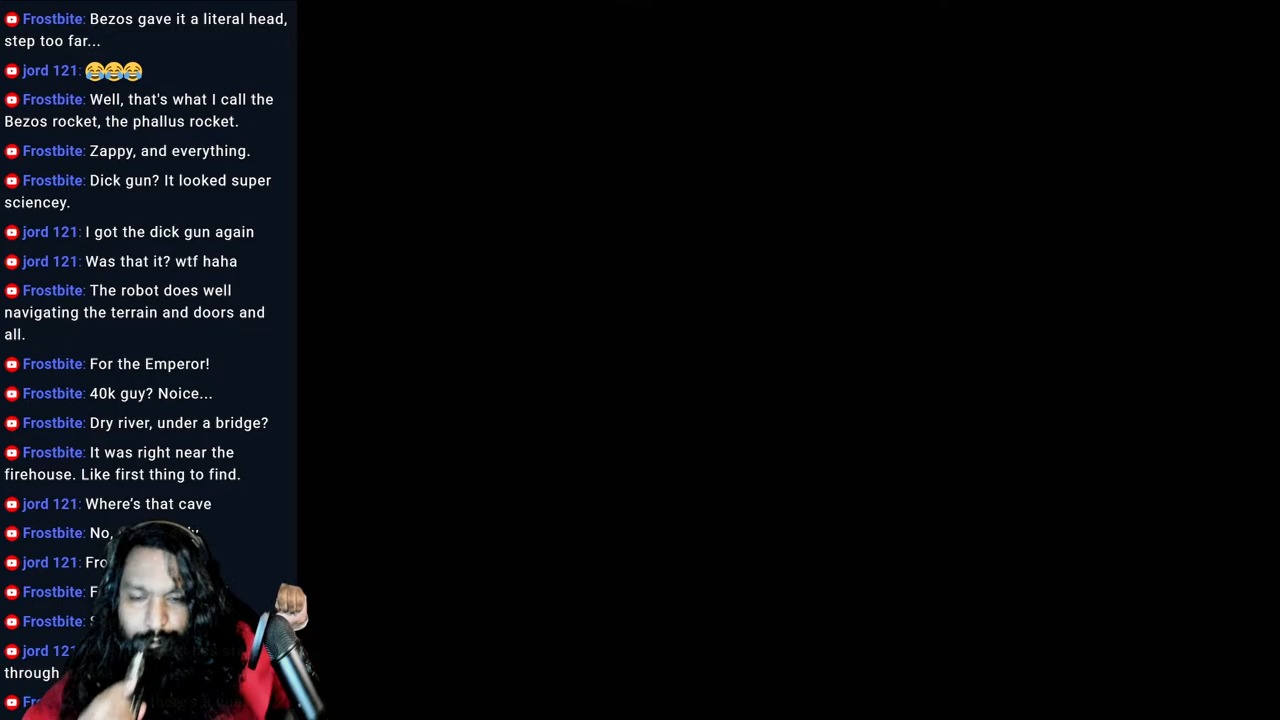 Frostbite: Bezos gave it a literal head,
step too far...
jord 121: 😂😂😂
Frostbite: Well, that's what I call the
Bezos rocket, the phallus rocket.
Frostbite: Zappy, and everything.
Frostbite: Dick gun? It looked super
sciencey.
jord 121: I got the dick gun again
jord 121: Was that it? wtf haha
Frostbite: The robot does well
navigating the terrain and doors and
all.
Frostbite: For the Emperor!
Frostbite: 40k guy? Noice...
Frostbite: Dry river, under a bridge?
Frostbite: It was right near the
firehouse. Like first thing to find.
jord 121: Where's that cave
Frostbite: No,
jord 121:
Frostbite:
Frostbite:
jord
through